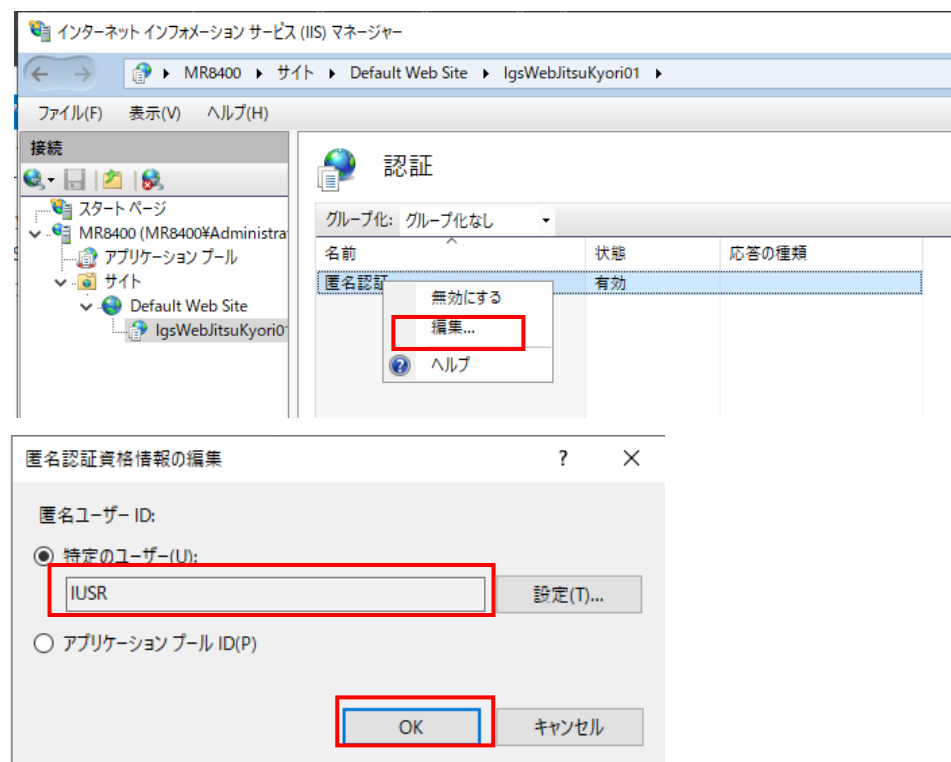 インターネット インフォメーション サービス (IIS) マネージャー
MR8400 サイト Default Web Site IgsWebJitsuKyori01
ファイル(F) 表示(V) ヘルプ(H)
接続
認証
スタート ページ
グループ化: グループ化なし
MR8400 (MR8400¥Administra
名前 状態 応答の種類
アプリケーション プール
匿名認証 有効
サイト
無効にする
Default Web Site
編集...
IgsWebJitsuKyori0
ヘルプ
匿名認証資格情報の編集 ? ×
匿名ユーザー ID:
特定のユーザー(U):
IUSR 設定(T)...
アプリケーション プール ID(P)
OK キャンセル